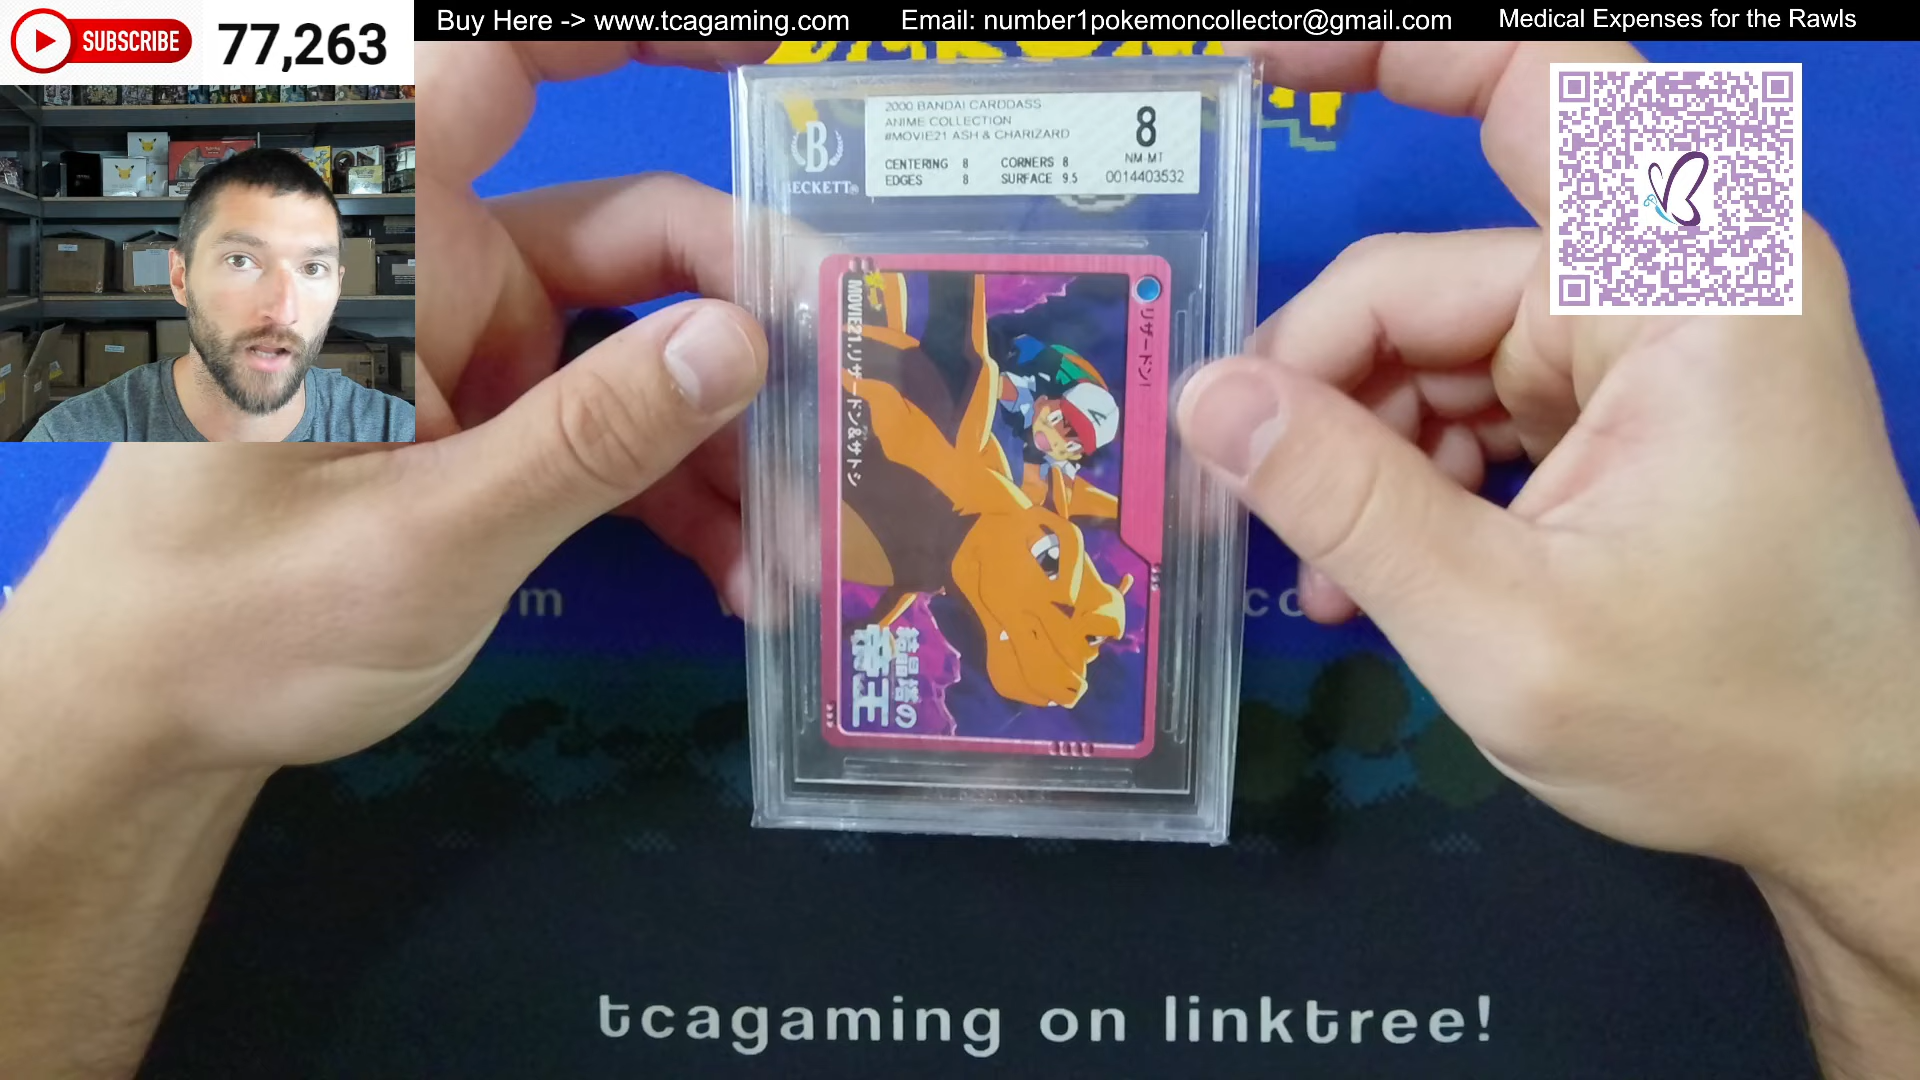 SUBSCRIBE
77,263
Buy Here -> www.tcagaming.com
Email: number1pokemoncollector@gmail.com
Medical Expenses for the Rawls
2000 BANDAI CARDDASS
ANIME COLLECTION
#MOVIE21 ASH & CHARIZARD
8
NM-MT
CENTERING 8 CORNERS 8
EDGES 8 SURFACE 9.5
0014403532
B
BECKETT®
リザードン!
MOVIE21.リザードン&サトシ
結晶塔の
帝王
tcagaming on linktree!